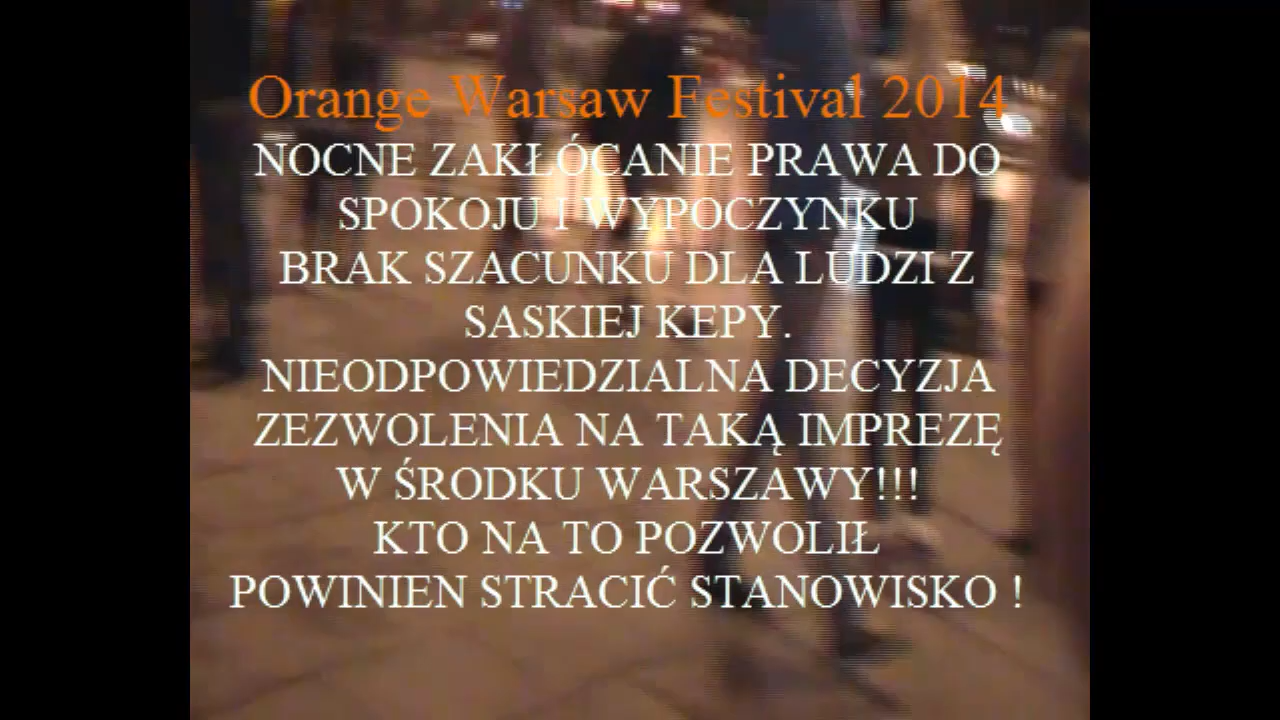 Orange Warsaw Festival 2014
NOCNE ZAKŁÓCANIE PRAWA DO
SPOKOJU I WYPOCZYNKU
BRAK SZACUNKU DLA LUDZI Z
SASKIEJ KEPY.
NIEODPOWIEDZIALNA DECYZJA
ZEZWOLENIA NA TAKĄ IMPREZĘ
W ŚRODKU WARSZAWY!!!
KTO NA TO POZWOLIŁ
POWINIEN STRACIĆ STANOWISKO !